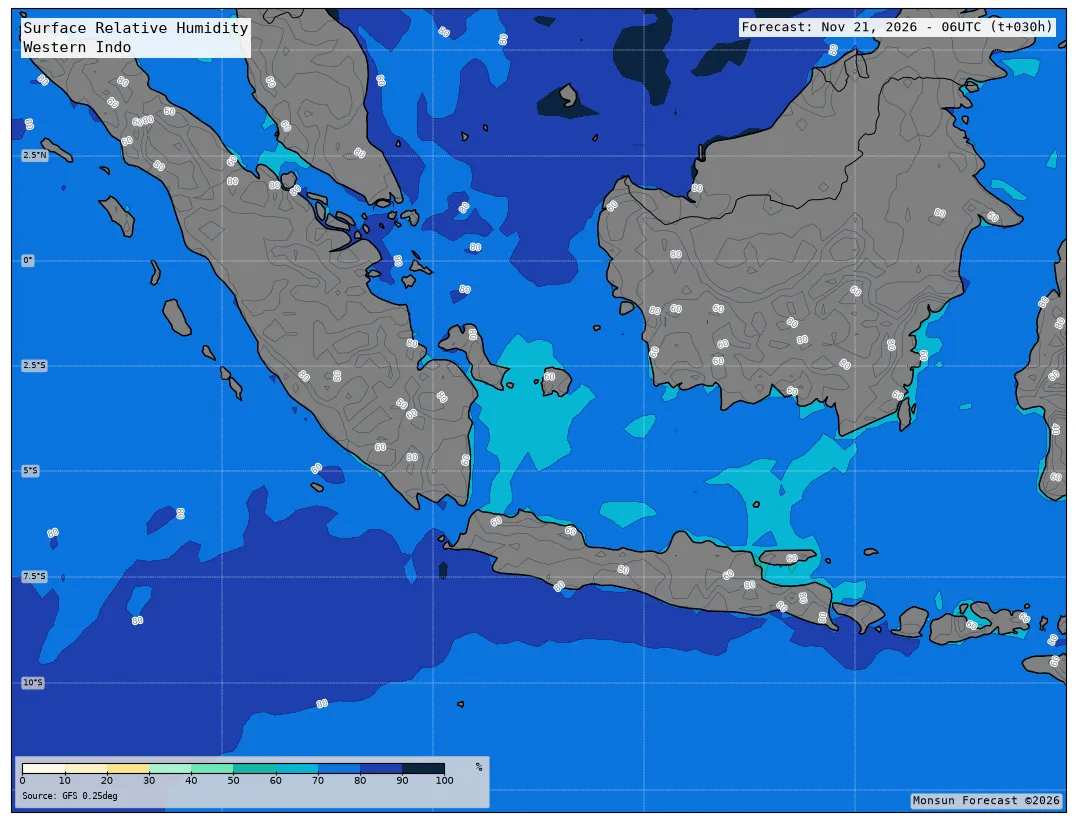 Surface Relative Humidity
Western Indo
Forecast: Nov 21, 2026 - 06UTC (t+030h)
2.5°N
0°
2.5°S
5°S
7.5°S
10°S
0 10 20 30 40 50 60 70 80 90 100 %
Source: GFS 0.25deg
Monsun Forecast ©2026